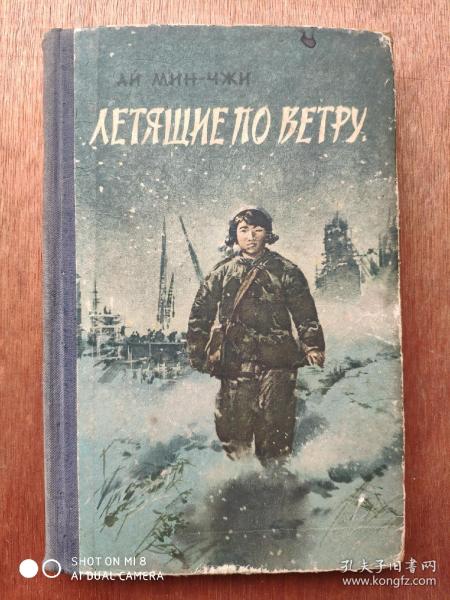 АЙ МИН-ЧЖИ
ЛЕТЯЩИЕ ПО ВЕТРУ
SHOT ON MI 8
AI DUAL CAMERA
孔夫子旧书网
www.kongfz.com